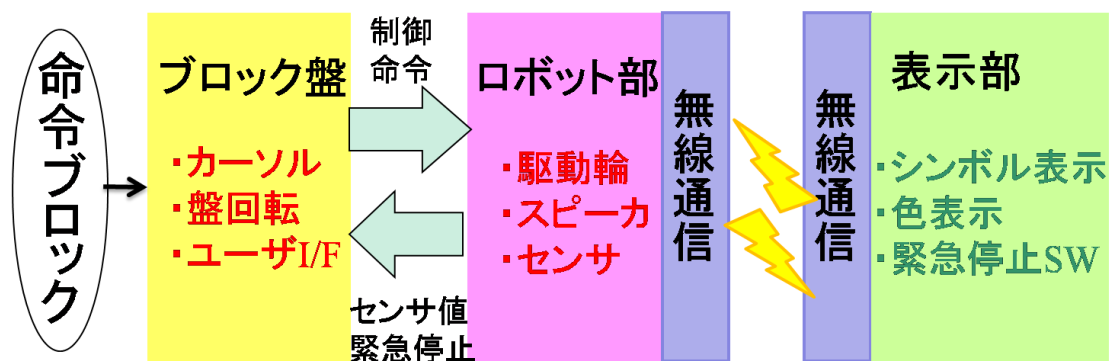 命令ブロック
ブロック盤
・カーソル
・盤回転
・ユーザI/F
制御
命令
センサ値
緊急停止
ロボット部
・駆動輪
・スピーカ
・センサ
無線通信
無線通信
表示部
・シンボル表示
・色表示
・緊急停止SW